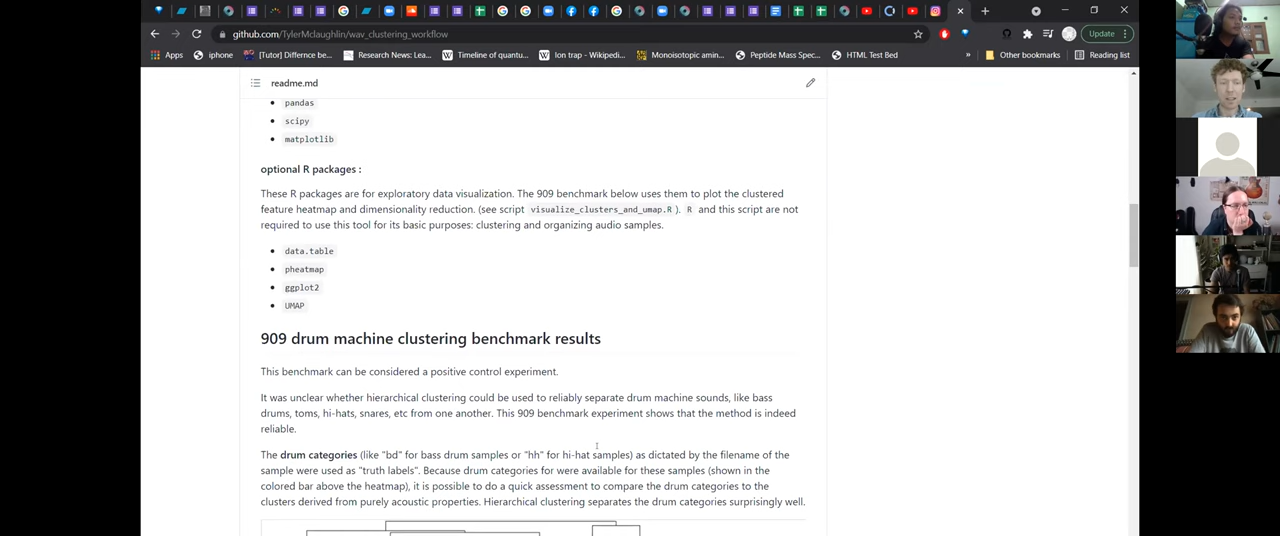 github.com/TylerMclaughlin/wav_clustering_workflow
Update
Apps
iphone
[Tutor] Differnce be...
Research News: Lea...
Timeline of quantu...
Ion trap - Wikipedi...
Monoisotopic amin...
Peptide Mass Spec...
HTML Test Bed
»
Other bookmarks
Reading list
readme.md
• pandas
• scipy
• matplotlib
optional R packages :
These R packages are for exploratory data visualization. The 909 benchmark below uses them to plot the clustered
feature heatmap and dimensionality reduction. (see script visualize_clusters_and_umap.R). R and this script are not
required to use this tool for its basic purposes: clustering and organizing audio samples.
• data.table
• pheatmap
• ggplot2
• UMAP
909 drum machine clustering benchmark results
This benchmark can be considered a positive control experiment.
It was unclear whether hierarchical clustering could be used to reliably separate drum machine sounds, like bass
drums, toms, hi-hats, snares, etc from one another. This 909 benchmark experiment shows that the method is indeed
reliable.
The drum categories (like "bd" for bass drum samples or "hh" for hi-hat samples) as dictated by the filename of the
sample were used as "truth labels". Because drum categories for were available for these samples (shown in the
colored bar above the heatmap), it is possible to do a quick assessment to compare the drum categories to the
clusters derived from purely acoustic properties. Hierarchical clustering separates the drum categories surprisingly well.